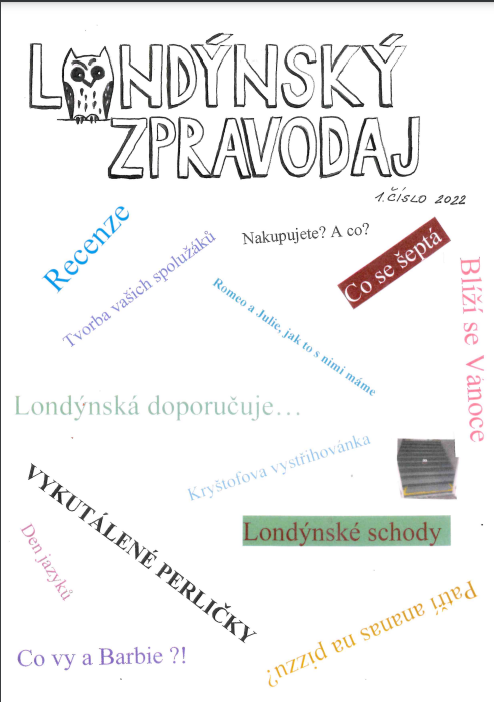 LONDÝNSKÝ
ZPRAVODAJ
1. ČÍSLO 2022
Recenze
Tvorba vašich spolužáků
Nakupujete? A co?
Co se šeptá
Romeo a Julie, jak to s nimi máme
Blíží se Vánoce
Londýnská doporučuje…
Kryštofova vystřihovánka
VYKUTÁLENÉ PERLIČKY
Londýnské schody
Den jazyků
Patří ananas na pizzu?
Co vy a Barbie ?!